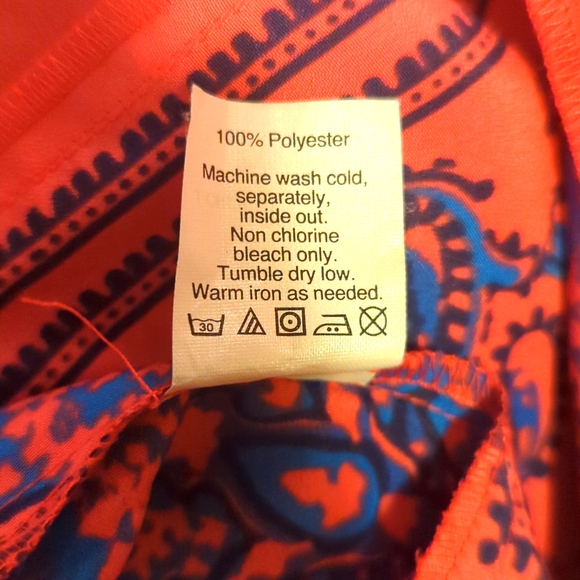 100% Polyester
Machine wash cold,
separately,
inside out.
Non chlorine
bleach only.
Tumble dry low.
Warm iron as needed.
30